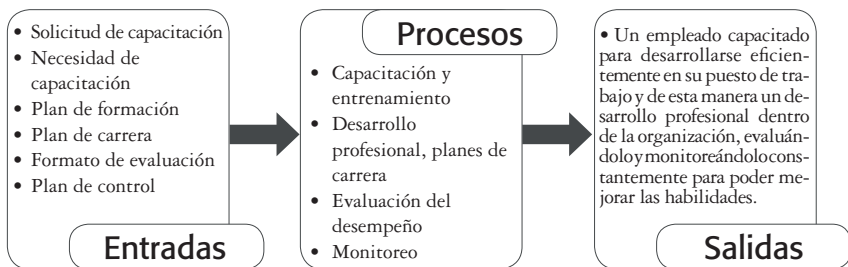 • Solicitud de capacitación
• Necesidad de
capacitación
• Plan de formación
• Plan de carrera
• Formato de evaluación
• Plan de control
Entradas
Procesos
• Capacitación y
entrenamiento
• Desarrollo
profesional, planes de
carrera
• Evaluación del
desempeño
• Monitoreo
• Un empleado capacitado
para desarrollarse eficien-
temente en su puesto de tra-
bajo y de esta manera un de-
sarrollo profesional dentro
de la organización, evaluán-
dolo y monitoreándolo cons-
tantemente para poder me-
jorar las habilidades.
Salidas